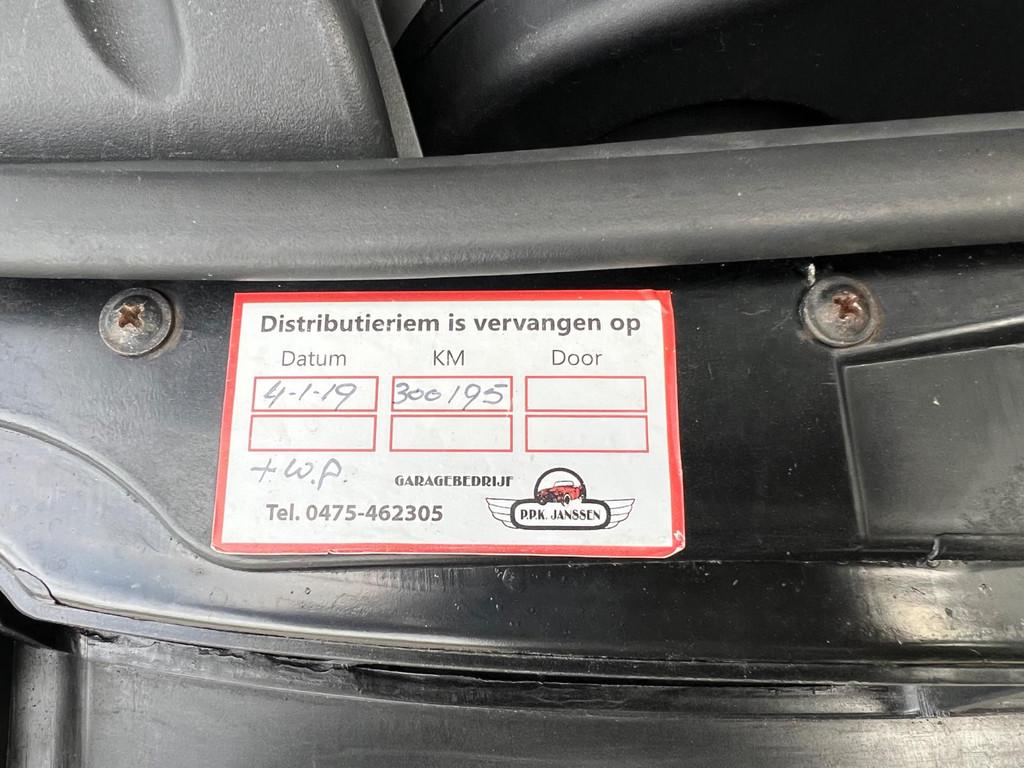 Distributieriem is vervangen op
Datum KM Door
4-1-19 300195
+ W.P.
GARAGEBEDRIJF
P.P.K. JANSSEN
Tel. 0475-462305